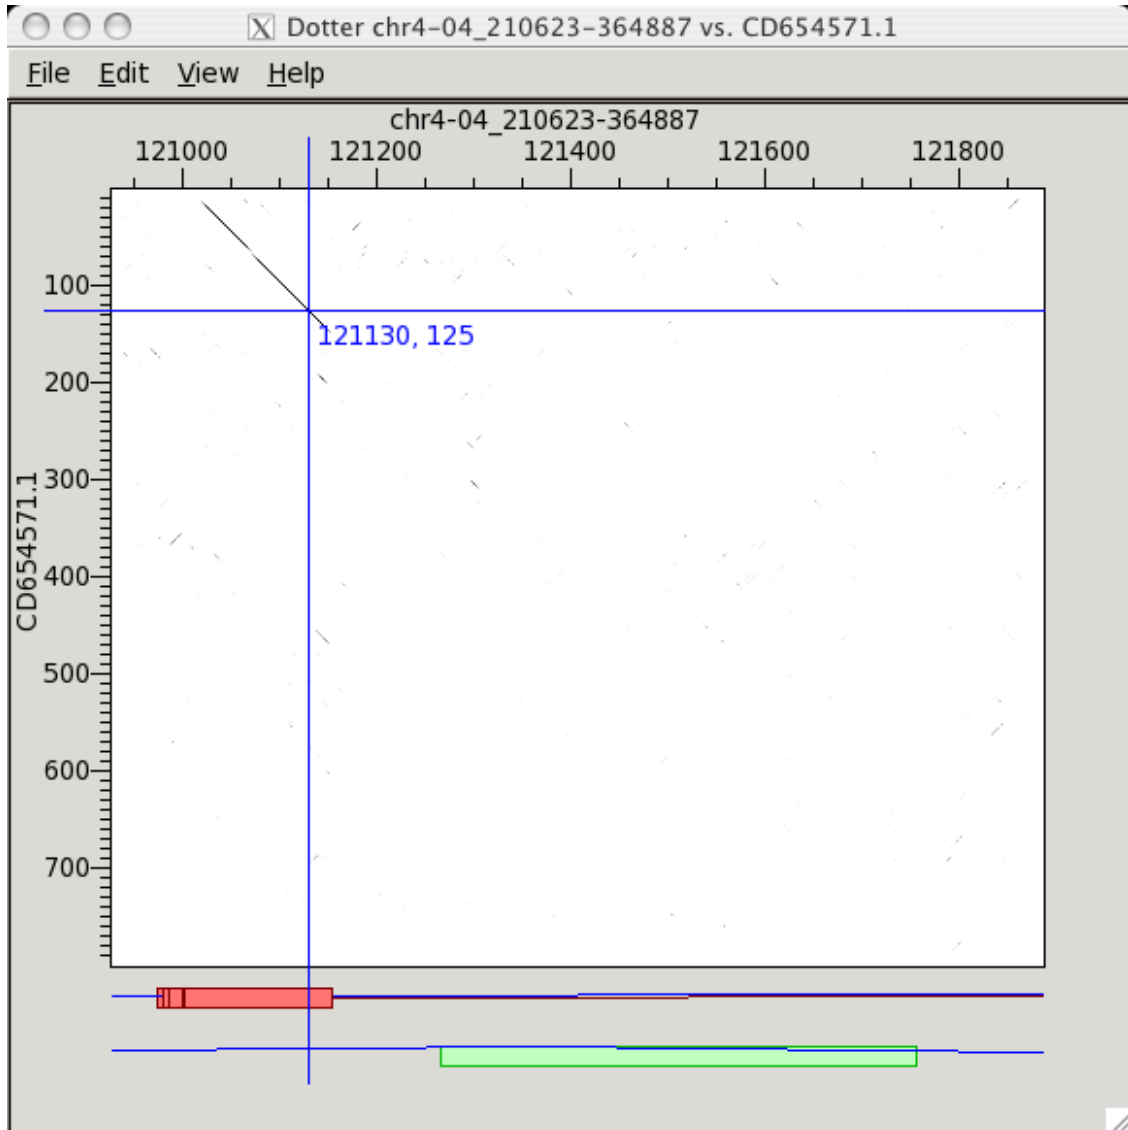 Dotter chr4-04_210623-364887 vs. CD654571.1
File Edit View Help
chr4-04_210623-364887
121000 121200 121400 121600 121800
100
121130, 125
200
300
CD654571.1
400
500
600
700